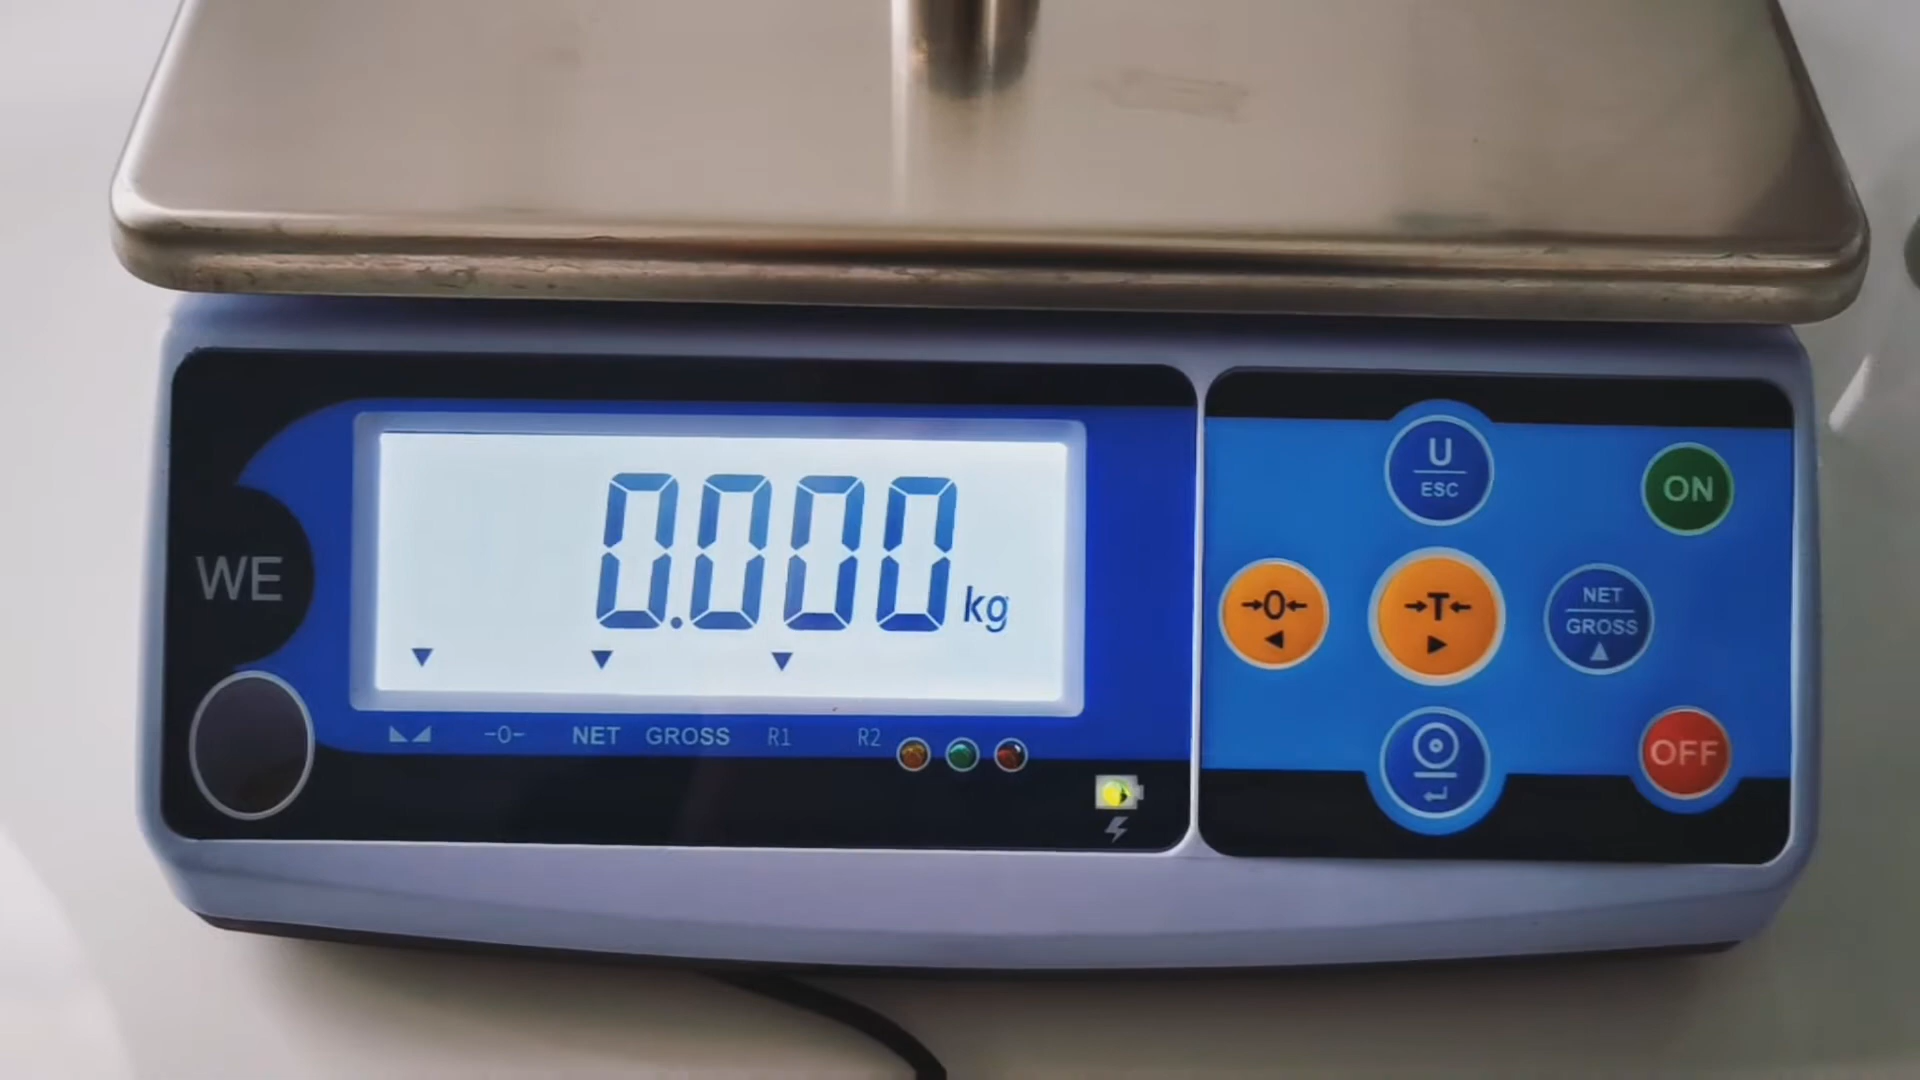 0.000 kg
WE
-0- NET GROSS R1 R2
U
ESC
ON
→0←
→T←
NET
GROSS
OFF